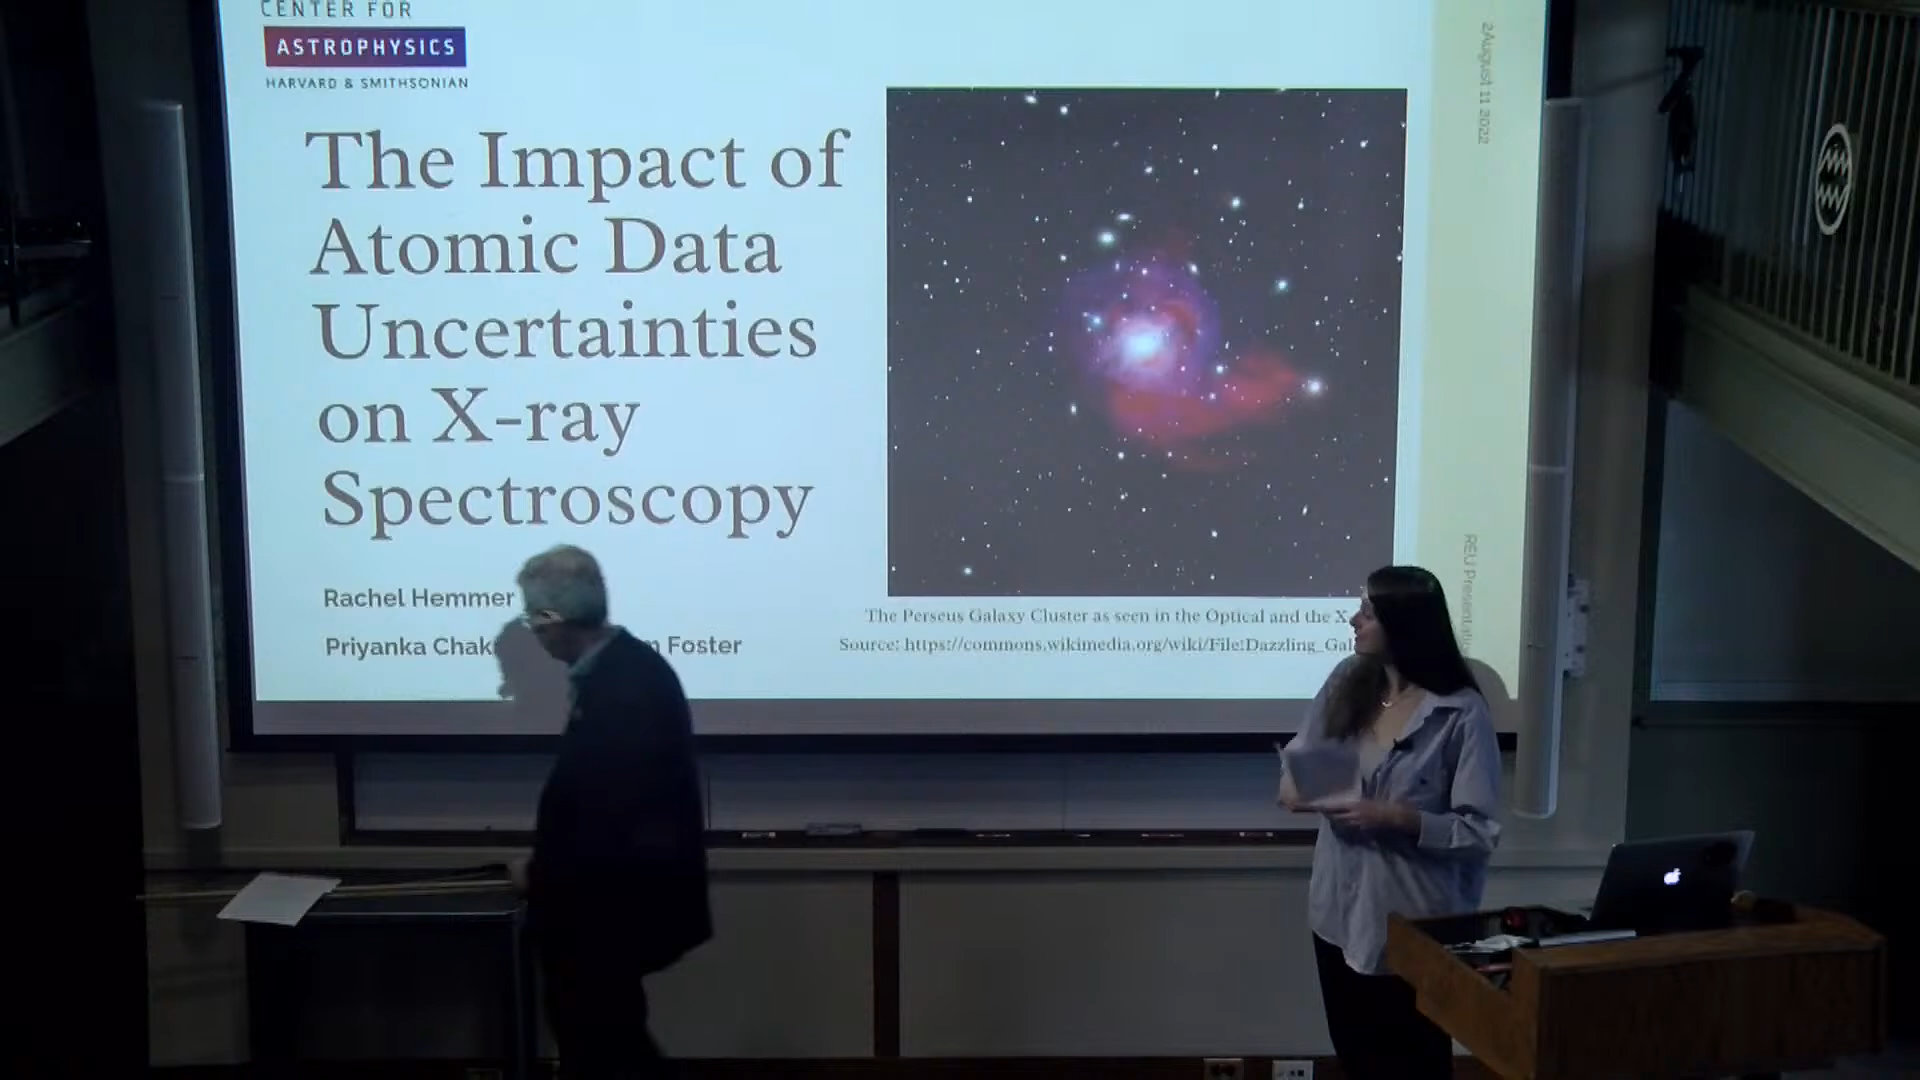 CENTER FOR
ASTROPHYSICS
HARVARD & SMITHSONIAN
The Impact of
Atomic Data
Uncertainties
on X-ray
Spectroscopy
Rachel Hemmer
Priyanka Foster
The Perseus Galaxy Cluster as seen in the Optical and the
Source: https://commons.wikimedia.org/wiki/File:Dazzling_Gal
2August 11 2022
REU